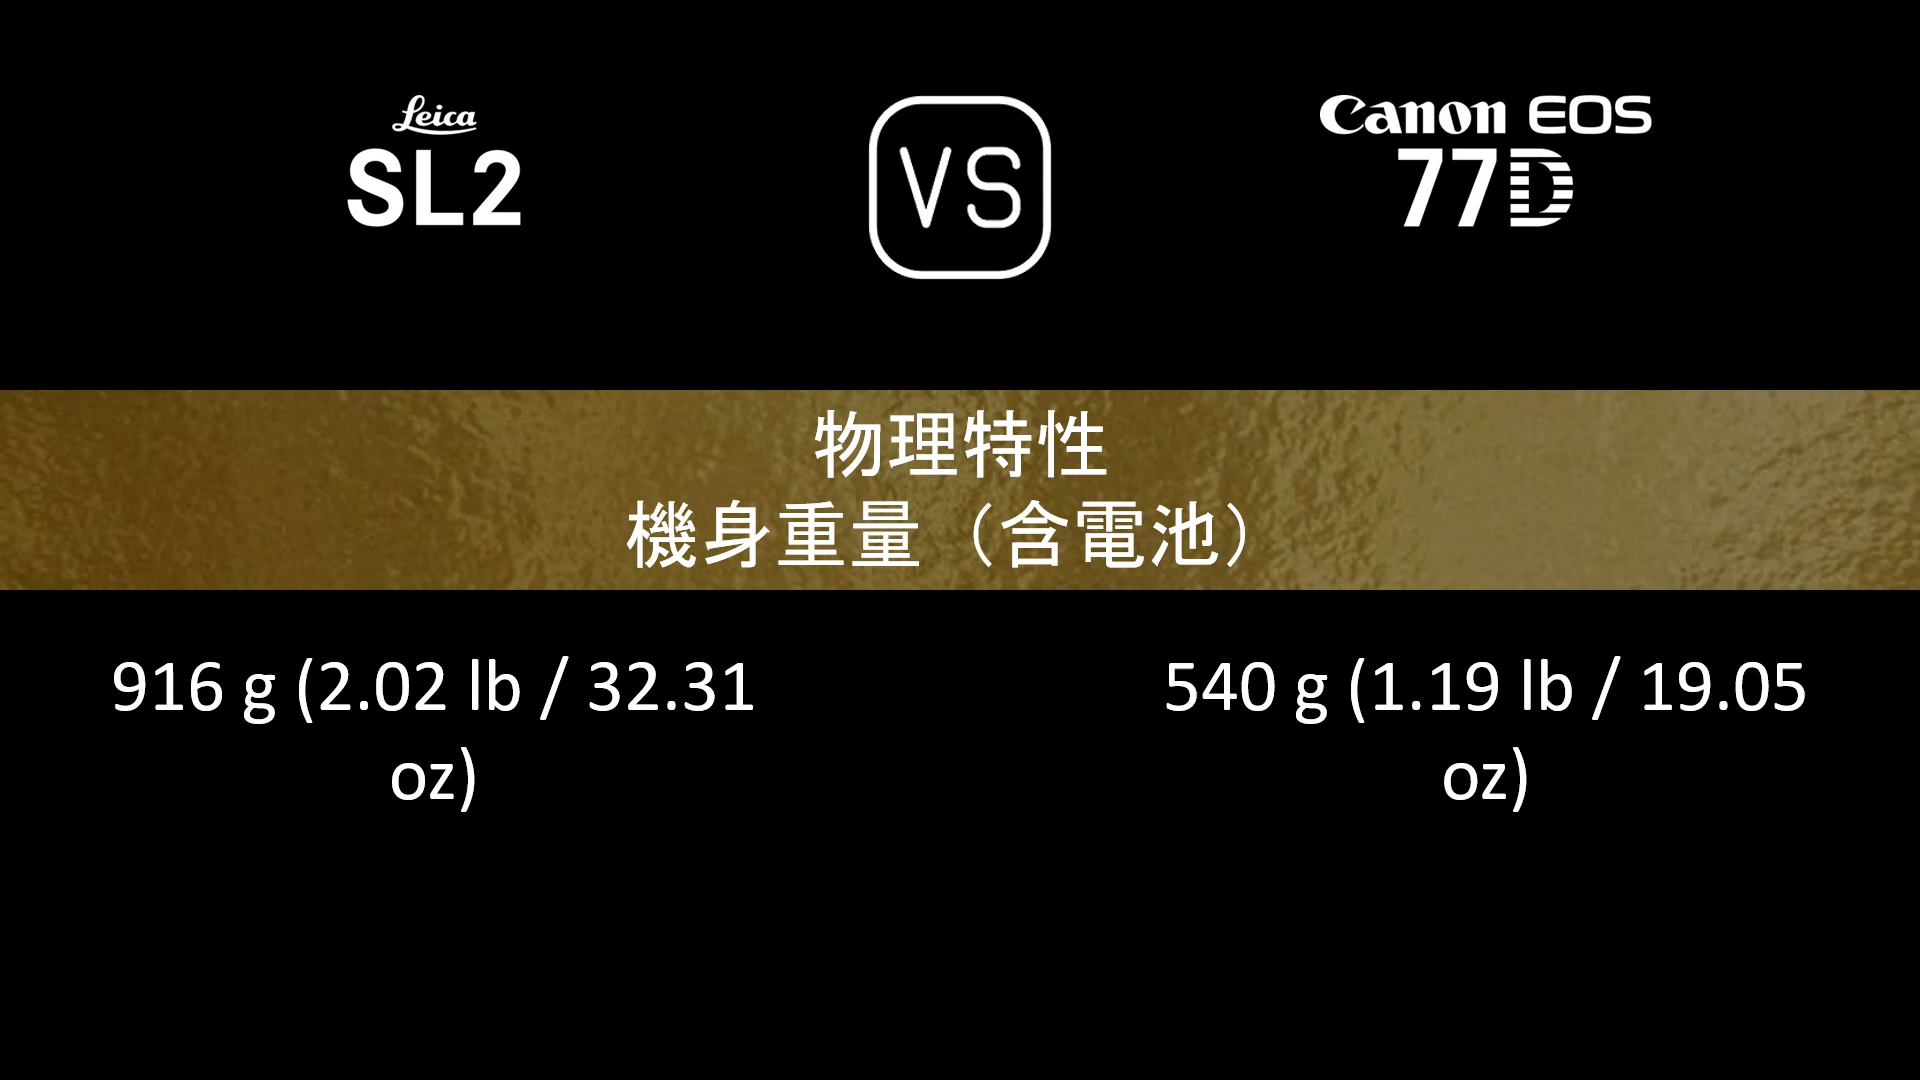 Leica
SL2
VS
Canon EOS
77D
物理特性
機身重量（含電池）
916 g (2.02 lb / 32.31
oz)
540 g (1.19 lb / 19.05
oz)